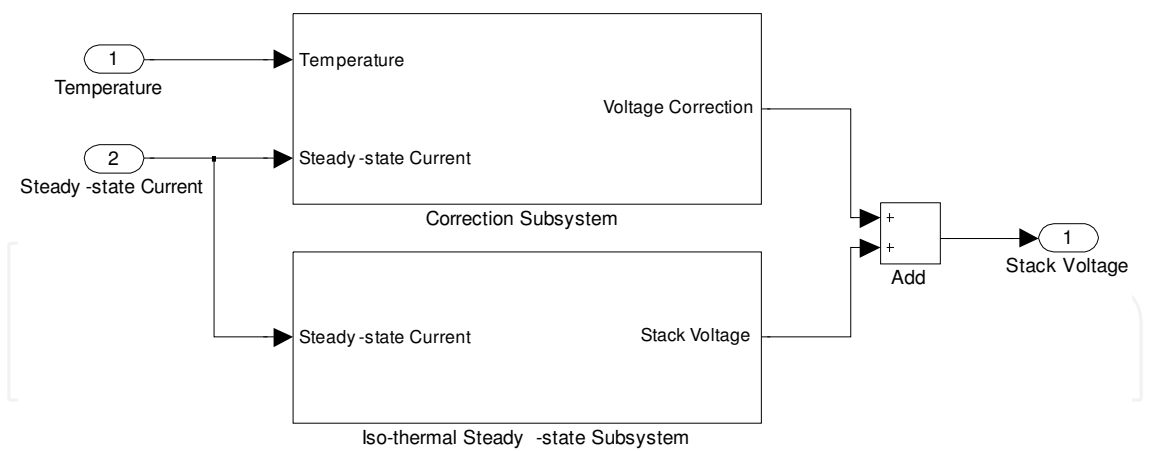 1
Temperature
Temperature
Voltage Correction
2
Steady -state Current
Steady -state Current
Correction Subsystem
+
+
Add
1
Stack Voltage
Steady -state Current
Stack Voltage
Iso-thermal Steady -state Subsystem